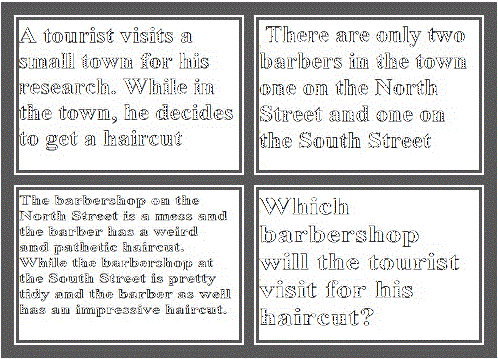 A tourist visits a
small town for his
research. While in
the town, he decides
to get a haircut
There are only two
barbers in the town
one on the North
Street and one on
the South Street
The barbershop on the
North Street is a mess and
the barber has a weird
and pathetic haircut.
While the barbershop at
the South Street is pretty
tidy and the barber as well
has an impressive haircut.
Which
barbershop
will the tourist
visit for his
haircut?